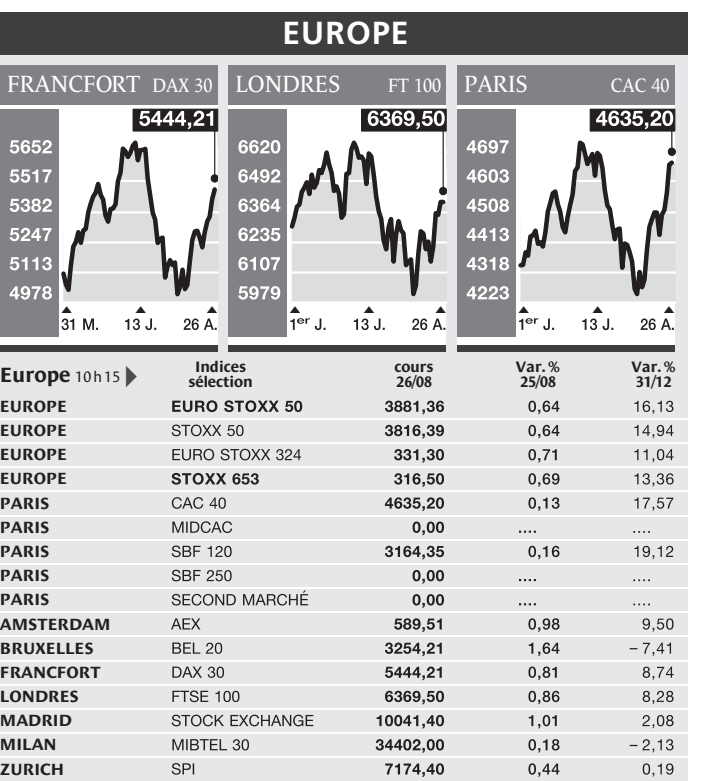 EUROPE
FRANCFORT DAX 30
5444,21
5652
5517
5382
5247
5113
4978
31 M. 13 J. 26 A.
LONDRES FT 100
6369,50
6620
6492
6364
6235
6107
5979
1er J. 13 J. 26 A.
PARIS CAC 40
4635,20
4697
4603
4508
4413
4318
4223
1er J. 13 J. 26 A.
Europe 10h15 Indices sélection cours 26/08 Var. % 25/08 Var. % 31/12
EUROPE EURO STOXX 50 3881,36 0,64 16,13
EUROPE STOXX 50 3816,39 0,64 14,94
EUROPE EURO STOXX 324 331,30 0,71 11,04
EUROPE STOXX 653 316,50 0,69 13,36
PARIS CAC 40 4635,20 0,13 17,57
PARIS MIDCAC 0,00 .... ....
PARIS SBF 120 3164,35 0,16 19,12
PARIS SBF 250 0,00 .... ....
PARIS SECOND MARCHÉ 0,00 .... ....
AMSTERDAM AEX 589,51 0,98 9,50
BRUXELLES BEL 20 3254,21 1,64 – 7,41
FRANCFORT DAX 30 5444,21 0,81 8,74
LONDRES FTSE 100 6369,50 0,86 8,28
MADRID STOCK EXCHANGE 10041,40 1,01 2,08
MILAN MIBTEL 30 34402,00 0,18 – 2,13
ZURICH SPI 7174,40 0,44 0,19